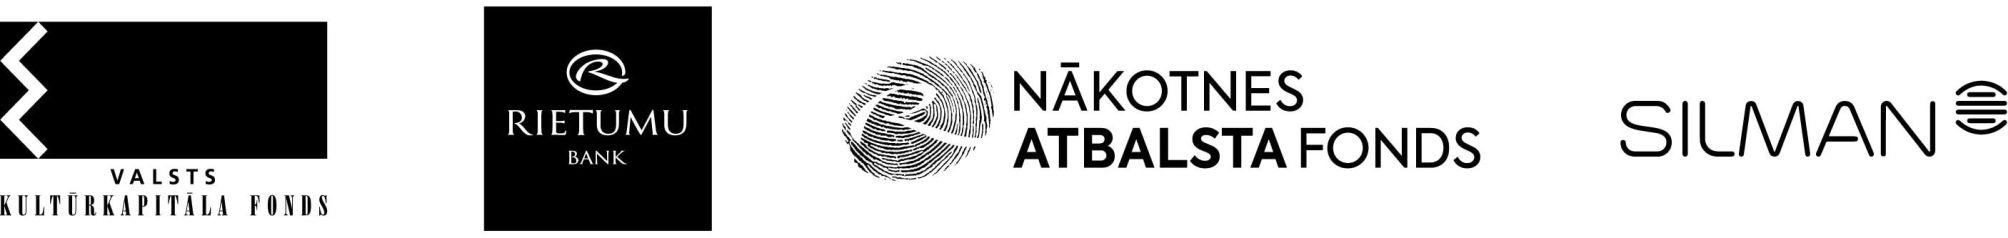 VALSTS
KULTŪRKAPITĀLA FONDS
R
RIETUMU
BANK
R
NĀKOTNES
ATBALSTA FONDS
SILMAN